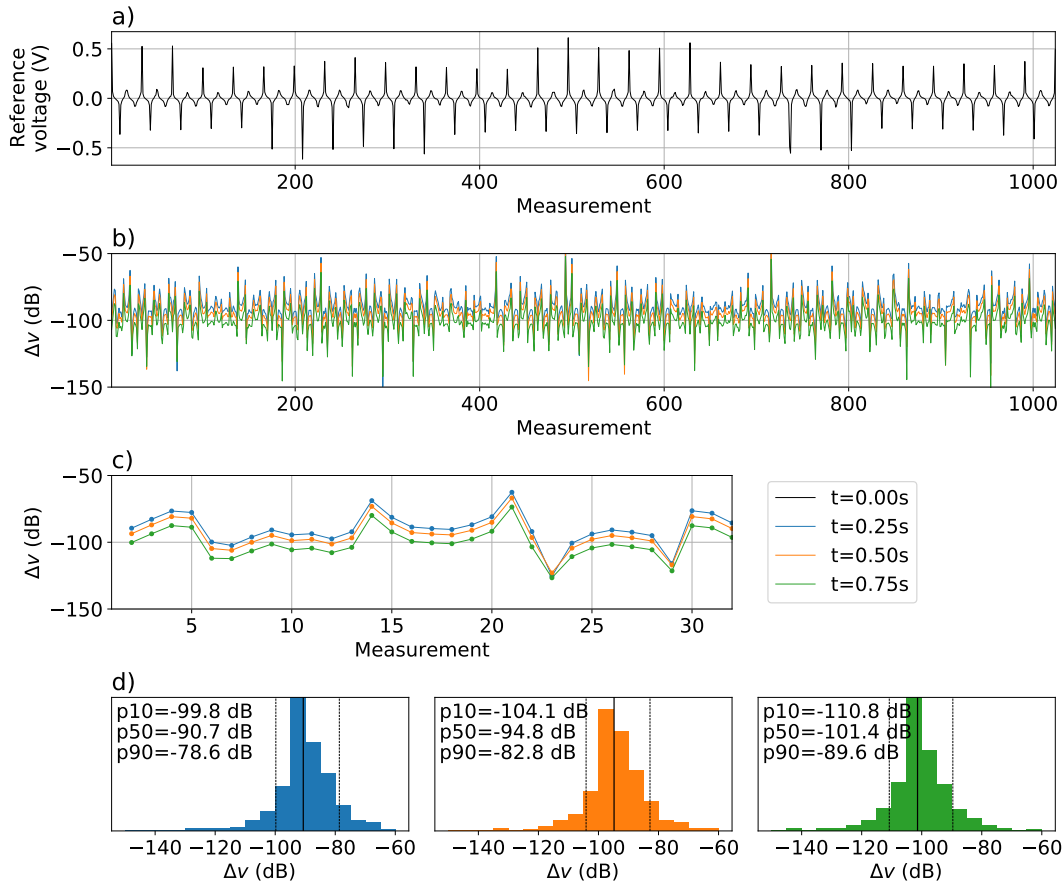 a)
Reference
voltage (V)
0.5
0.0
−0.5
200 400 600 800 1000
Measurement
b)
Δv (dB)
−50
−100
−150
200 400 600 800 1000
Measurement
c)
Δv (dB)
−50
−100
−150
5 10 15 20 25 30
Measurement
t=0.00s
t=0.25s
t=0.50s
t=0.75s
d)
p10=-99.8 dB
p50=-90.7 dB
p90=-78.6 dB
−140 −120 −100 −80 −60
Δv (dB)
p10=-104.1 dB
p50=-94.8 dB
p90=-82.8 dB
−140 −120 −100 −80 −60
Δv (dB)
p10=-110.8 dB
p50=-101.4 dB
p90=-89.6 dB
−140 −120 −100 −80 −60
Δv (dB)